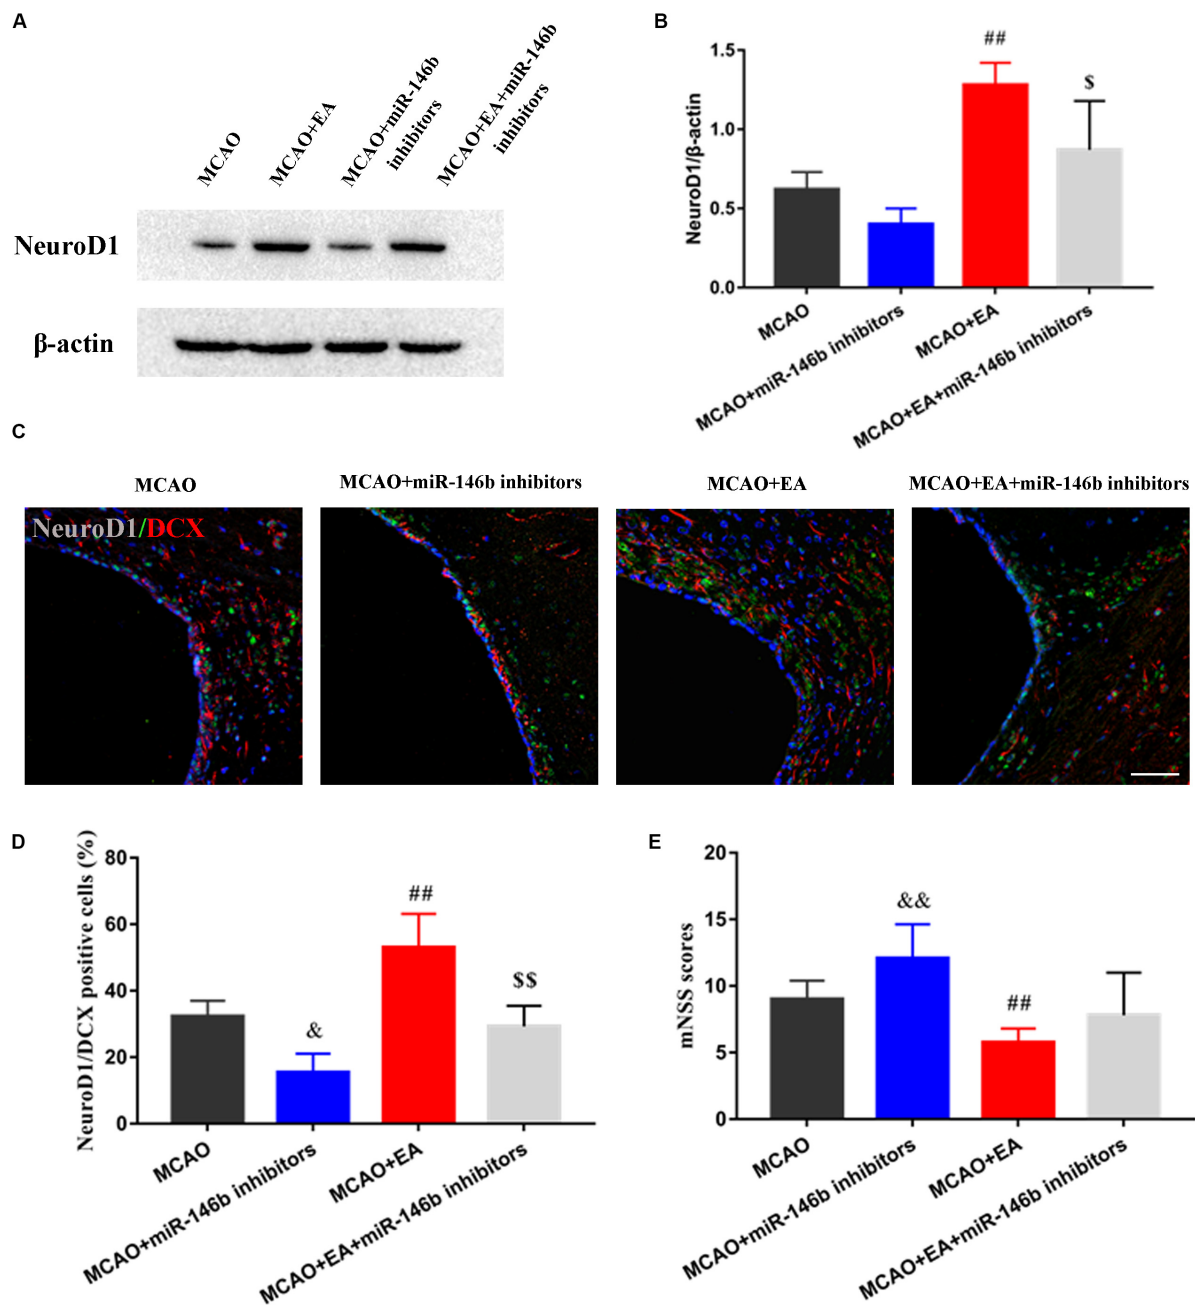 A
MCAO
MCAO+EA
MCAO+miR-146b
inhibitors
MCAO+EA+miR-146b
inhibitors
NeuroD1
β-actin
B
NeuroD1/β-actin
1.5
1.0
0.5
0.0
##
$
MCAO
MCAO+miR-146b inhibitors
MCAO+EA
MCAO+EA+miR-146b inhibitors
C
MCAO
MCAO+miR-146b inhibitors
MCAO+EA
MCAO+EA+miR-146b inhibitors
NeuroD1/DCX
D
NeuroD1/DCX positive cells (%)
80
60
40
20
0
&
##
$$
MCAO
MCAO+miR-146b inhibitors
MCAO+EA
MCAO+EA+miR-146b inhibitors
E
mNSS scores
20
15
10
5
0
&&
##
MCAO
MCAO+miR-146b inhibitors
MCAO+EA
MCAO+EA+miR-146b inhibitors